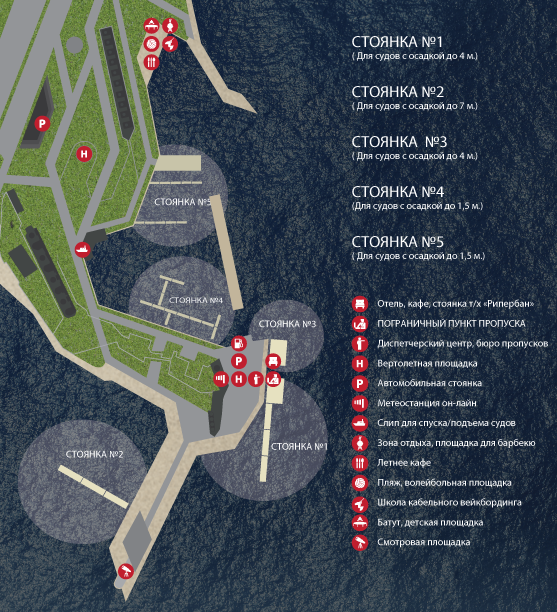 СТОЯНКА №1
( Для судов с осадкой до 4 м.)
СТОЯНКА №2
( Для судов с осадкой до 7 м.)
СТОЯНКА №3
( Для судов с осадкой до 4 м.)
СТОЯНКА №4
(Для судов с осадкой до 1,5 м.)
СТОЯНКА №5
( Для судов с осадкой до 1,5 м.)
P
H
СТОЯНКА №5
СТОЯНКА №4
СТОЯНКА №3
P
H
СТОЯНКА №1
СТОЯНКА №2
Отель, кафе, стоянка т/х «Рипербан»
ПОГРАНИЧНЫЙ ПУНКТ ПРОПУСКА
Диспетчерский центр, бюро пропусков
H Вертолетная площадка
P Автомобильная стоянка
Метеостанция он-лайн
Слип для спуска/подъема судов
Зона отдыха, площадка для барбекю
Летнее кафе
Пляж, волейбольная площадка
Школа кабельного вейкбординга
Батут, детская площадка
Смотровая площадка